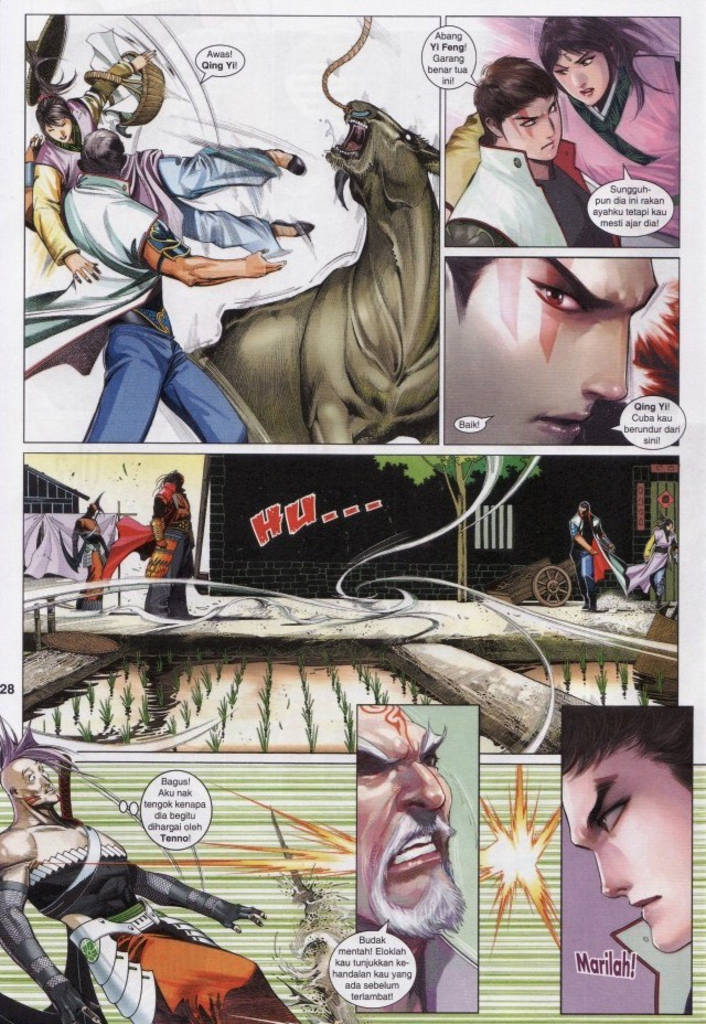 Awas!
Qing Yi!
Abang
Yi Feng!
Garang
benar tua
ini!
Sungguh-
pun dia ini rakan
ayahku tetapi kau
mesti ajar dia!
Qing Yi!
Cuba kau
berundur dari
sini!
Baik!
HU...
28
Bagus!
Aku nak
tengok kenapa
dia begitu
dihargai oleh
Tenno!
Budak
mentah! Eloklah
kau tunjukkan ke-
handalan kau yang
ada sebelum
terlambat!
Marilah!